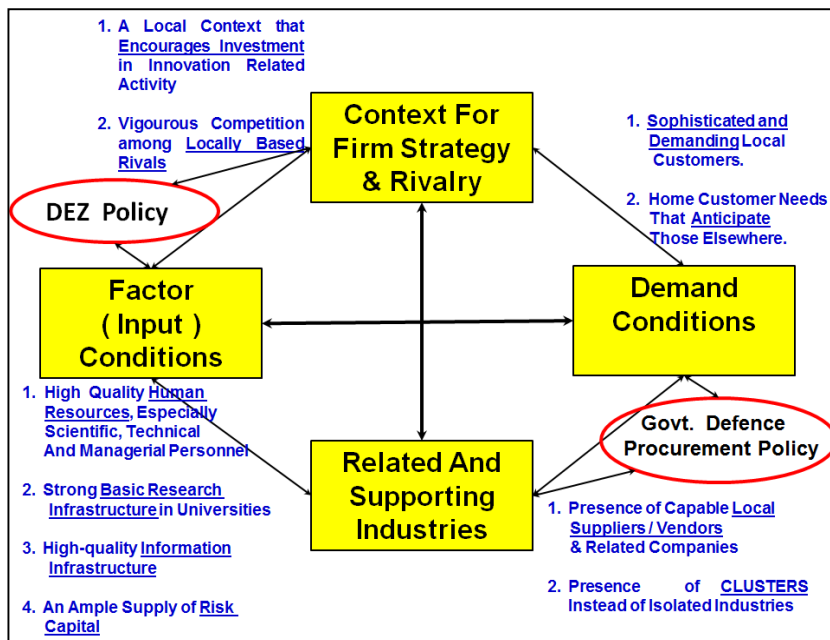 1. A Local Context that
Encourages Investment
in Innovation Related
Activity
2. Vigourous Competition
among Locally Based
Rivals
Context For
Firm Strategy
& Rivalry
1. Sophisticated and
Demanding Local
Customers.
2. Home Customer Needs
That Anticipate
Those Elsewhere.
DEZ Policy
Factor
( Input )
Conditions
Demand
Conditions
1. High Quality Human
Resources, Especially
Scientific, Technical
And Managerial Personnel
2. Strong Basic Research
Infrastructure in Universities
3. High-quality Information
Infrastructure
4. An Ample Supply of Risk
Capital
Related And
Supporting
Industries
Govt. Defence
Procurement Policy
1. Presence of Capable Local
Suppliers / Vendors
& Related Companies
2. Presence of CLUSTERS
Instead of Isolated Industries